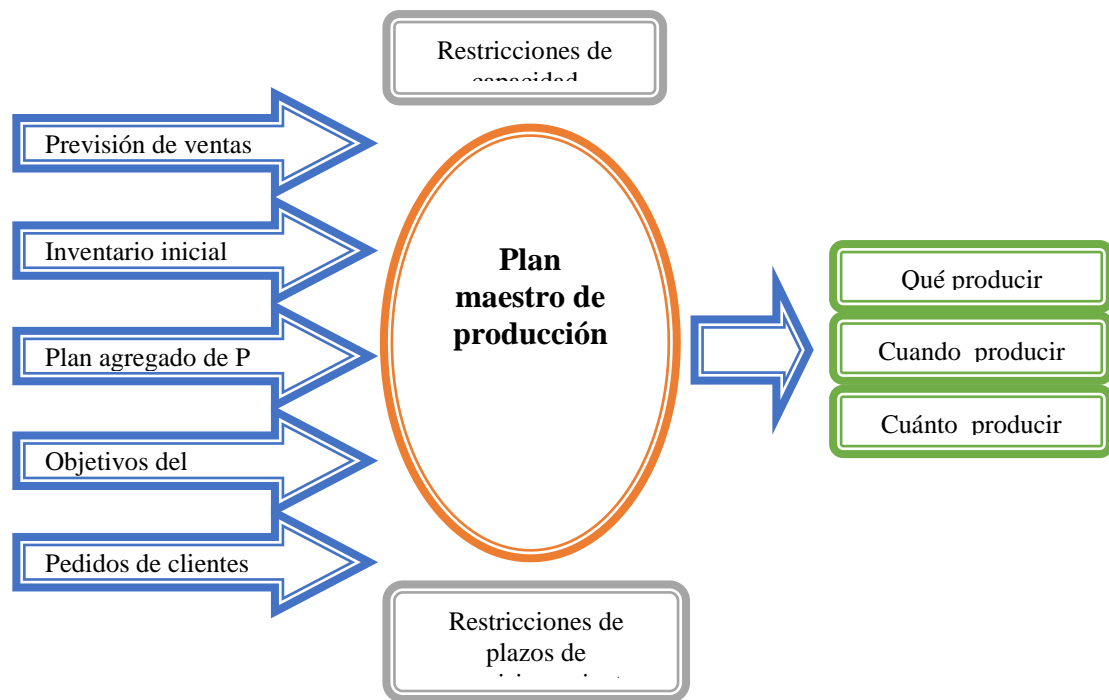 Restricciones de
capacidad
Previsión de ventas
Inventario inicial
Plan agregado de P
Objetivos del
Pedidos de clientes
Plan
maestro de
producción
Qué producir
Cuando producir
Cuánto producir
Restricciones de
plazos de